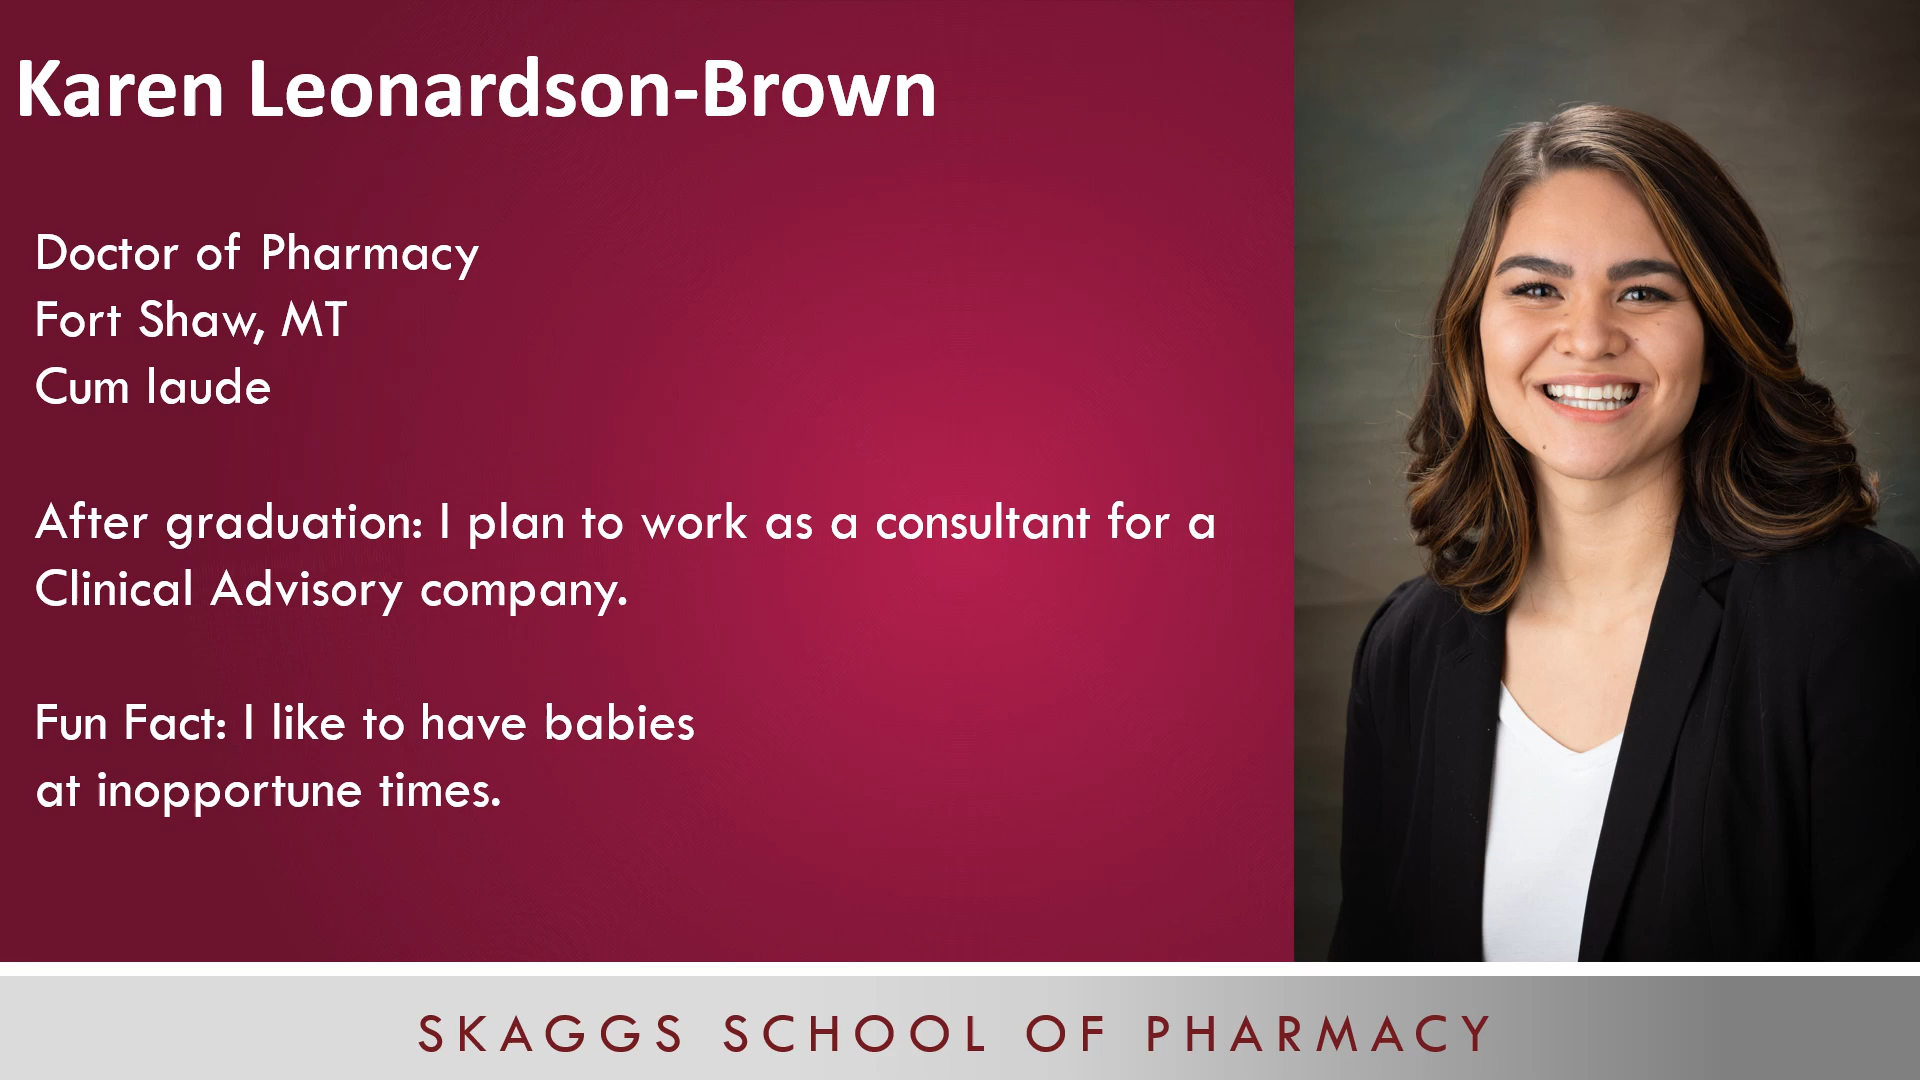 Karen Leonardson-Brown
Doctor of Pharmacy
Fort Shaw, MT
Cum laude
After graduation: I plan to work as a consultant for a
Clinical Advisory company.
Fun Fact: I like to have babies
at inopportune times.
SKAGGS SCHOOL OF PHARMACY